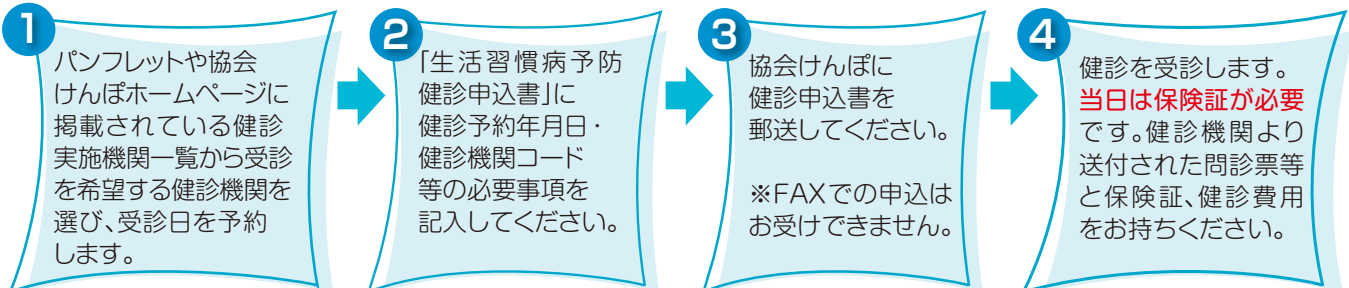 1
パンフレットや協会
けんぽホームページに
掲載されている健診
実施機関一覧から受診
を希望する健診機関を
選び、受診日を予約
します。
2
「生活習慣病予防
健診申込書」に
健診予約年月日・
健診機関コード
等の必要事項を
記入してください。
3
協会けんぽに
健診申込書を
郵送してください。
※FAXでの申込は
お受けできません。
4
健診を受診します。
当日は保険証が必要
です。健診機関より
送付された問診票等
と保険証、健診費用
をお持ちください。